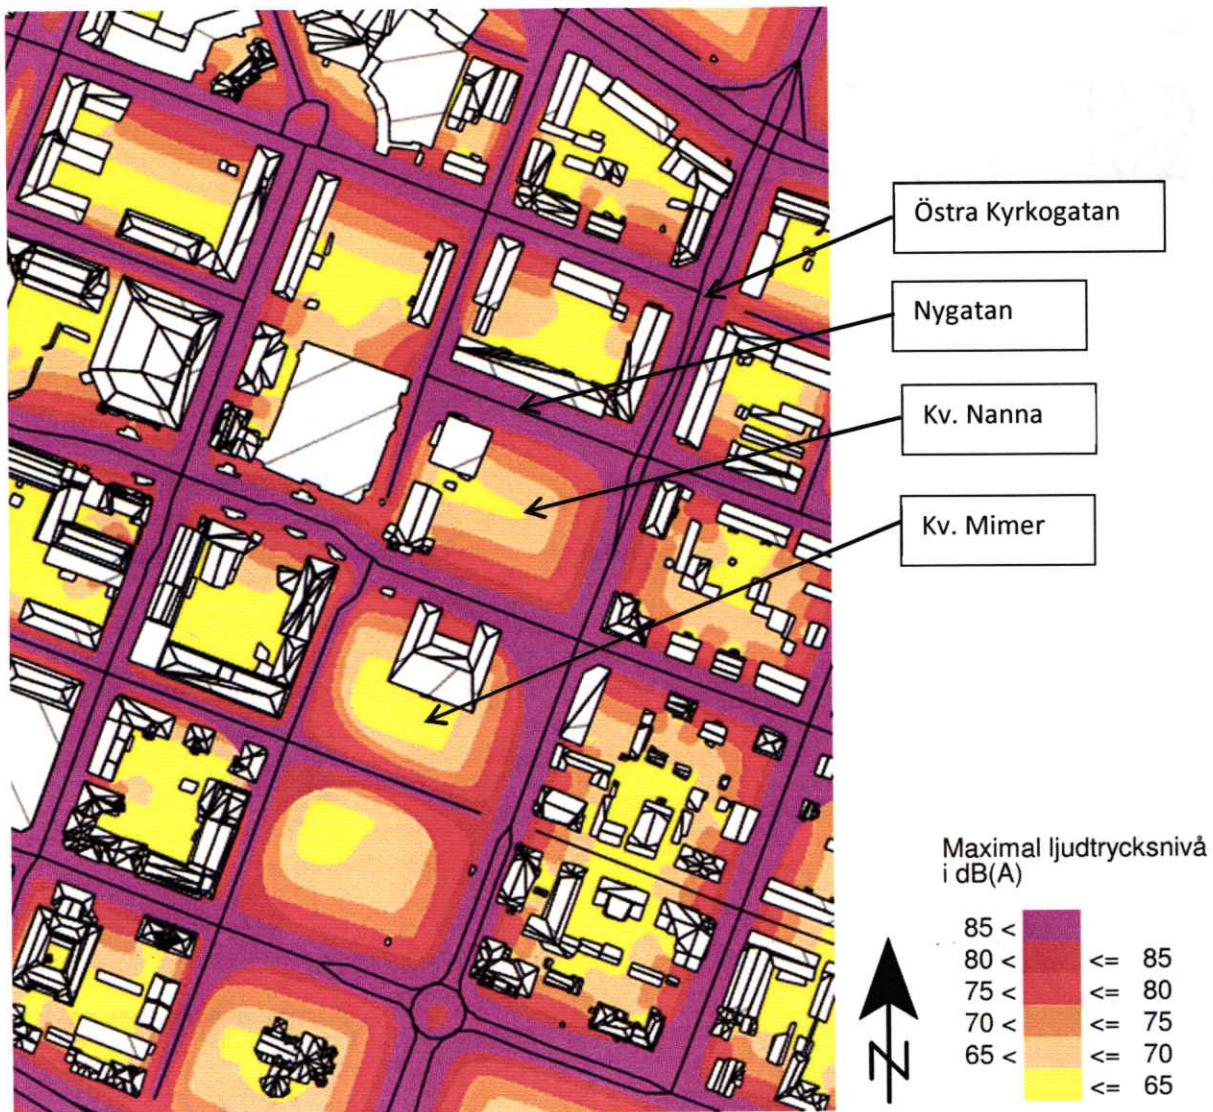 Östra Kyrkogatan
Nygatan
Kv. Nanna
Kv. Mimer
Maximal ljudtrycksnivå
i dB(A)
85 <
80 < <= 85
75 < <= 80
70 < <= 75
65 < <= 70
<= 65
N